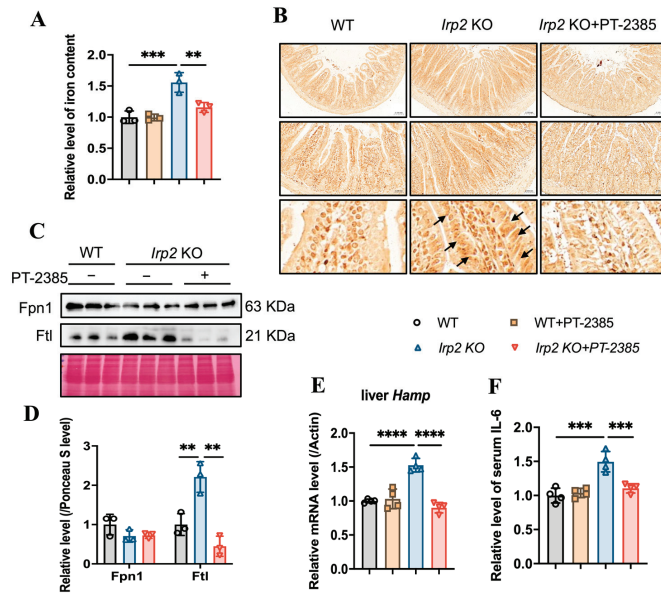 A
Relative level of iron content
2.0
1.5
1.0
0.5
0.0
***
**
B
WT
Irp2 KO
Irp2 KO+PT-2385
C
WT
Irp2 KO
PT-2385
−
−
+
Fpn1
63 KDa
Ftl
21 KDa
WT
WT+PT-2385
Irp2 KO
Irp2 KO+PT-2385
D
Relative level (/Ponceau S level)
3
2
1
0
**
**
Fpn1
Ftl
E
liver Hamp
Relative mRNA level (/Actin)
2.0
1.5
1.0
0.5
0.0
****
****
F
Relative level of serum IL-6
2.0
1.5
1.0
0.5
0.0
***
***